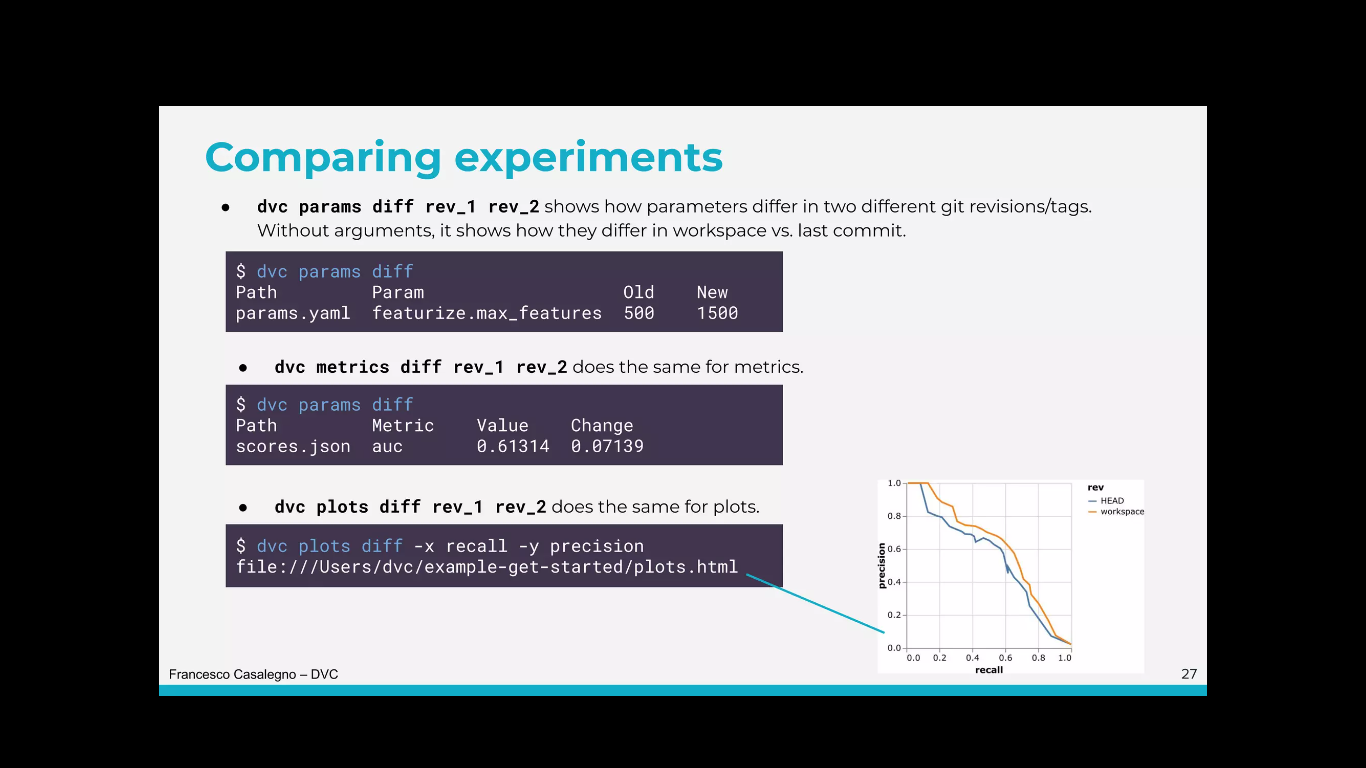 Comparing experiments
● dvc params diff rev_1 rev_2 shows how parameters differ in two different git revisions/tags.
Without arguments, it shows how they differ in workspace vs. last commit.
$ dvc params diff
Path Param Old New
params.yaml featurize.max_features 500 1500
● dvc metrics diff rev_1 rev_2 does the same for metrics.
$ dvc params diff
Path Metric Value Change
scores.json auc 0.61314 0.07139
● dvc plots diff rev_1 rev_2 does the same for plots.
$ dvc plots diff -x recall -y precision
file:///Users/dvc/example-get-started/plots.html
1.0
0.8
0.6
0.4
0.2
0.0
precision
0.0 0.2 0.4 0.6 0.8 1.0
recall
rev
HEAD
workspace
Francesco Casalegno – DVC
27